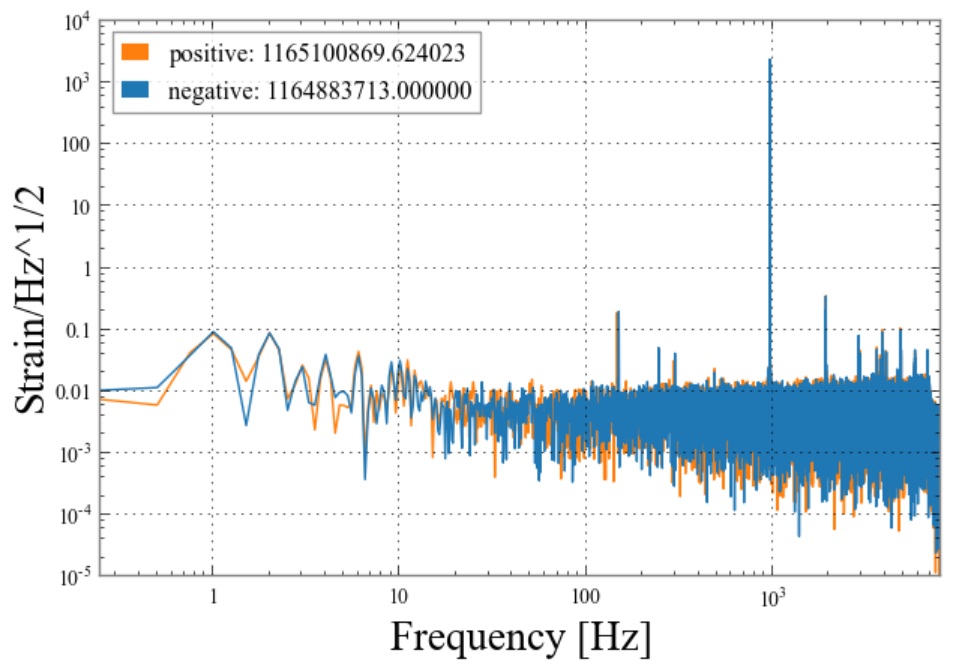 10^4
positive: 1165100869.624023
negative: 1164883713.000000
10^3
100
10
1
0.1
0.01
10^-3
10^-4
10^-5
Strain/Hz^1/2
1 10 100 10^3
Frequency [Hz]